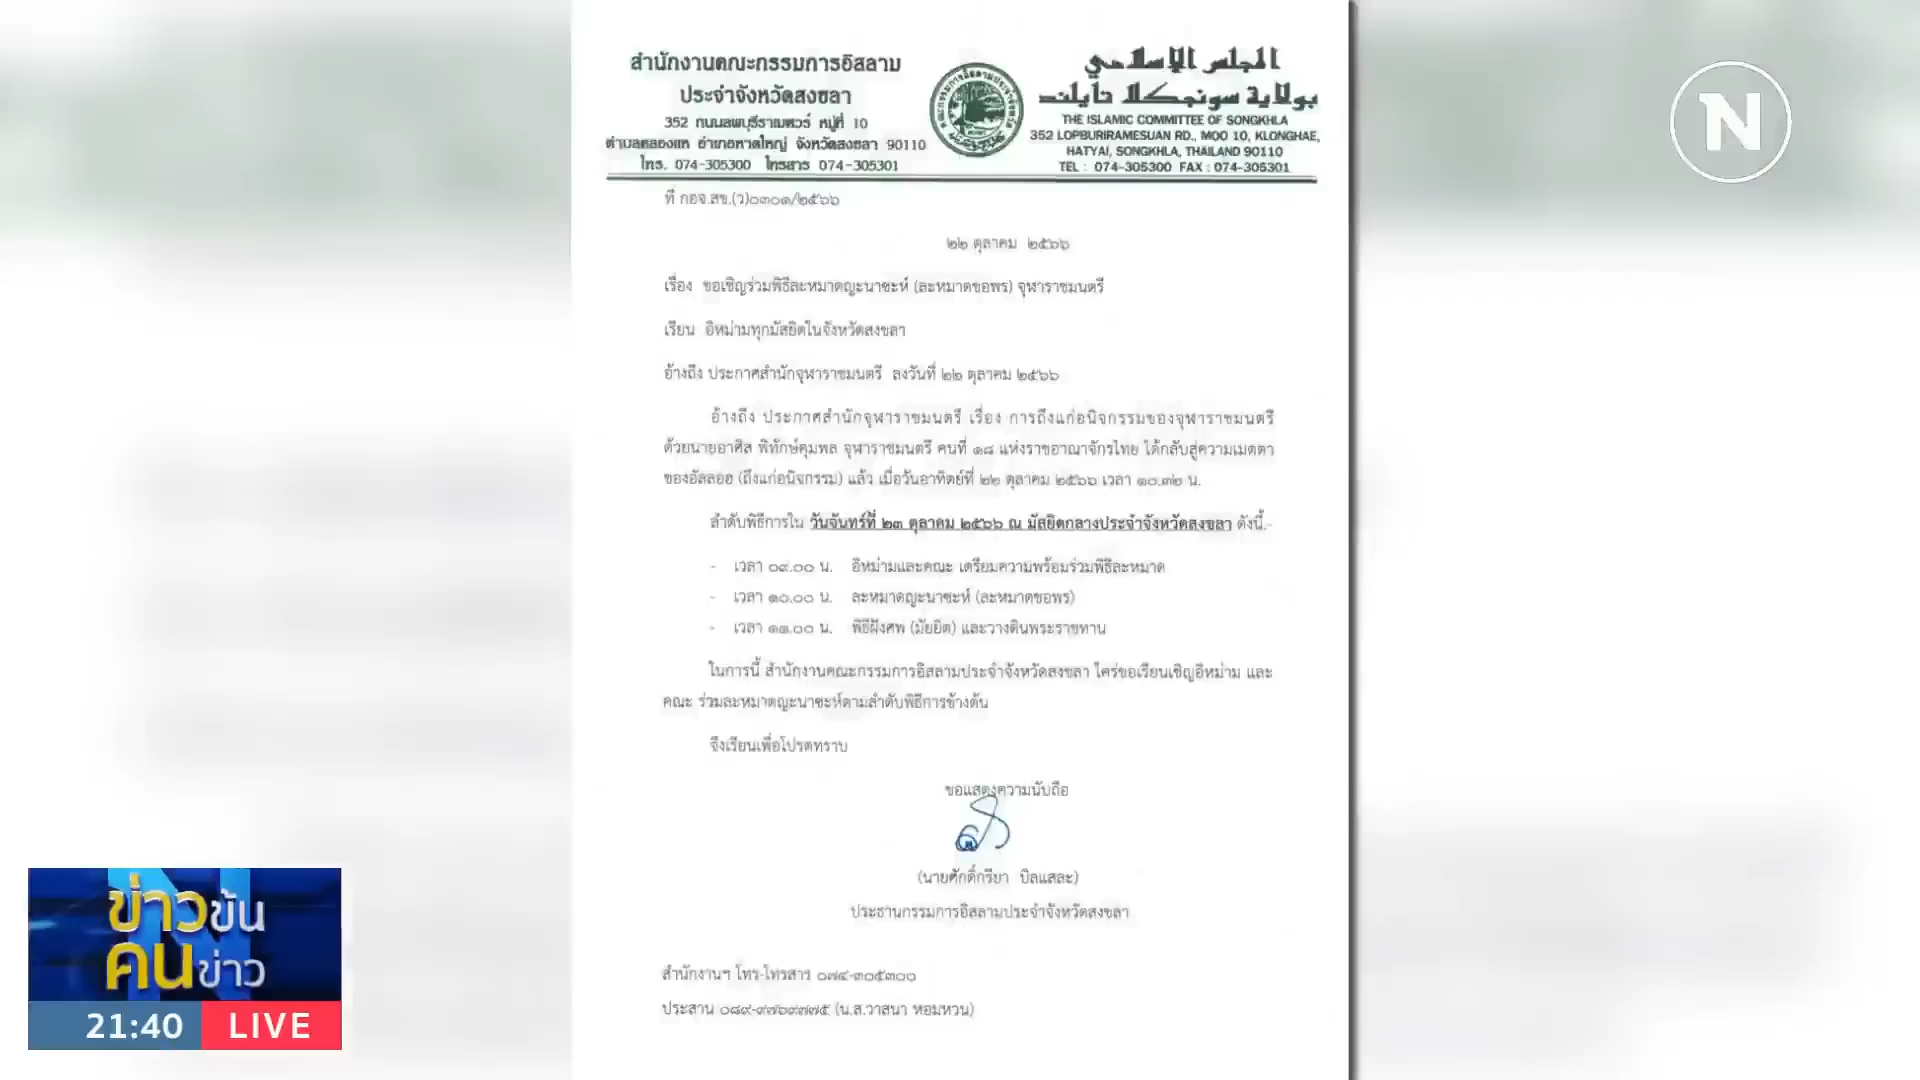 สำนักงานคณะกรรมการอิสลาม
ประจำจังหวัดสงขลา
352 ถนนลพบุรีราเมศวร์ หมู่ที่ 10
ตำบลคลองแห อำเภอหาดใหญ่ จังหวัดสงขลา 90110
โทร. 074-305300 โทรสาร 074-305301
المجلس الإسلامي
بولاية سونجكلا تايلند
THE ISLAMIC COMMITTEE OF SONGKHLA
352 LOPBURIRAMESUAN RD., MOO 10, KLONGHAE,
HATYAI, SONGKHLA, THAILAND 90110
TEL : 074-305300 FAX : 074-305301
N
ที่ กอจ.สข.(ว)๐๓๐๑/๒๕๖๖
๒๒ ตุลาคม ๒๕๖๖
เรื่อง ขอเชิญร่วมพิธีละหมาดญะนาซะห์ (ละหมาดขอพร) จุฬาราชมนตรี
เรียน อิหม่ามทุกมัสยิดในจังหวัดสงขลา
อ้างถึง ประกาศสำนักจุฬาราชมนตรี ลงวันที่ ๒๒ ตุลาคม ๒๕๖๖
อ้างถึง ประกาศสำนักจุฬาราชมนตรี เรื่อง การถึงแก่อนิจกรรมของจุฬาราชมนตรี
ด้วยนายอาศิส พิทักษ์คุมพล จุฬาราชมนตรี คนที่ ๑๘ แห่งราชอาณาจักรไทย ได้กลับสู่ความเมตตา
ของอัลลอฮ (ถึงแก่อนิจกรรม) แล้ว เมื่อวันอาทิตย์ที่ ๒๒ ตุลาคม ๒๕๖๖ เวลา ๑๐.๓๒ น.
ลำดับพิธีการใน วันจันทร์ที่ ๒๓ ตุลาคม ๒๕๖๖ ณ มัสยิดกลางประจำจังหวัดสงขลา ดังนี้.-
- เวลา ๐๙.๐๐ น. อิหม่ามและคณะ เตรียมความพร้อมร่วมพิธีละหมาด
- เวลา ๑๐.๐๐ น. ละหมาดญะนาซะห์ (ละหมาดขอพร)
- เวลา ๑๑.๐๐ น. พิธีฝังศพ (มัยยิต) และวางดินพระราชทาน
ในการนี้ สำนักงานคณะกรรมการอิสลามประจำจังหวัดสงขลา ใคร่ขอเรียนเชิญอิหม่าม และ
คณะ ร่วมละหมาดญะนาซะห์ตามลำดับพิธีการข้างต้น
จึงเรียนเพื่อโปรดทราบ
ขอแสดงความนับถือ
(นายศักดิ์กรียา บิลแสละ)
ประธานกรรมการอิสลามประจำจังหวัดสงขลา
สำนักงานฯ โทร-โทรสาร ๐๗๔-๓๐๕๓๐๐
ประสาน ๐๘๙-๙๗๖๙๗๗๕ (น.ส.วาสนา หอมหวน)
ข่าวข้น
คนข่าว
21:40 LIVE